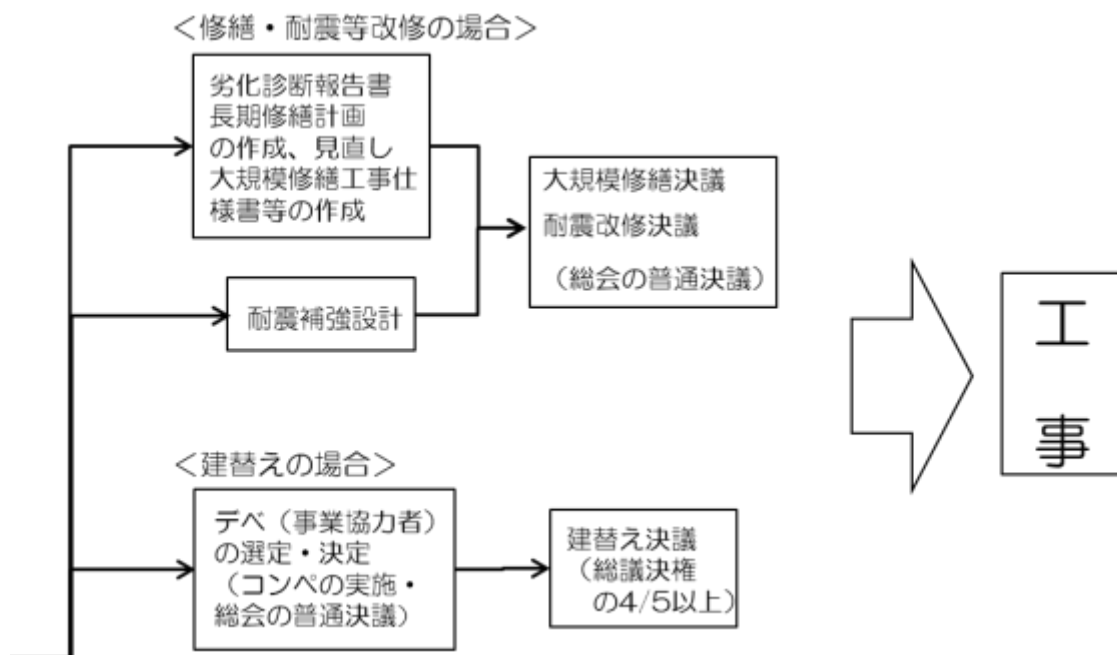 ＜修繕・耐震等改修の場合＞
劣化診断報告書
長期修繕計画
の作成、見直し
大規模修繕工事仕
様書等の作成
耐震補強設計
大規模修繕決議
耐震改修決議
（総会の普通決議）
工
事
＜建替えの場合＞
デベ（事業協力者）
の選定・決定
（コンペの実施・
総会の普通決議）
建替え決議
（総議決権
の4/5以上）